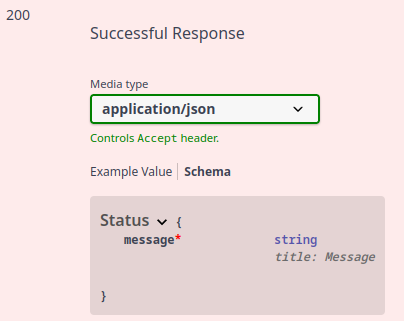 200
Successful Response
Media type
application/json
Controls Accept header.
Example Value Schema
Status {
message* string
title: Message
}